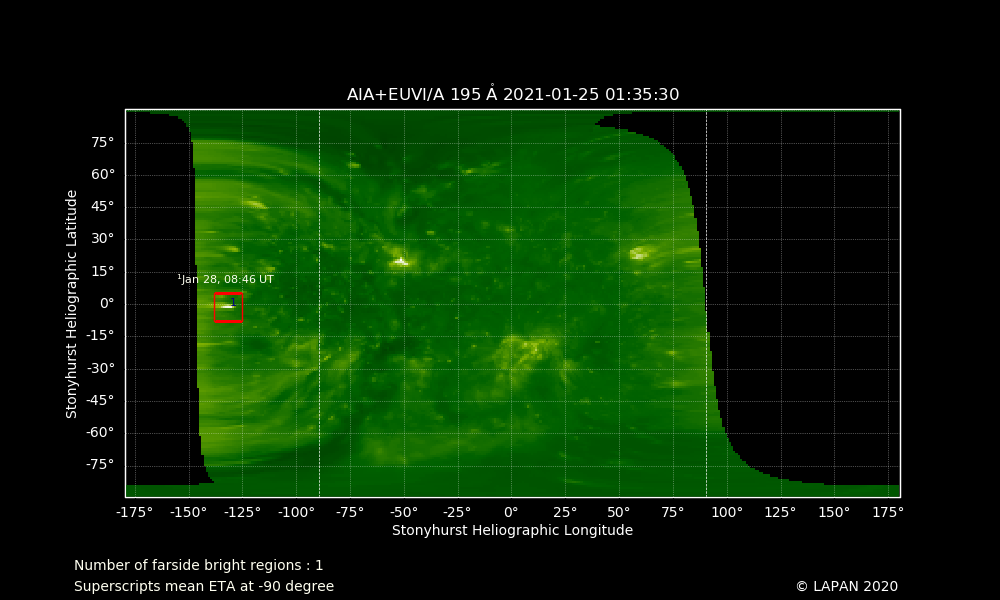 AIA+EUVI/A 195 Å 2021-01-25 01:35:30
75°
60°
45°
30°
15°
0°
-15°
-30°
-45°
-60°
-75°
Stonyhurst Heliographic Latitude
¹Jan 28, 08:46 UT
-175° -150° -125° -100° -75° -50° -25° 0° 25° 50° 75° 100° 125° 150° 175°
Stonyhurst Heliographic Longitude
Number of farside bright regions : 1
Superscripts mean ETA at -90 degree
© LAPAN 2020